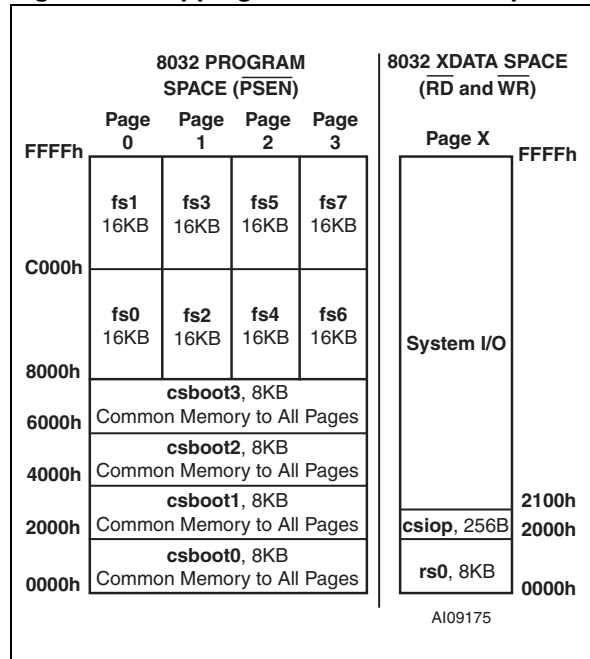 8032 PROGRAM
SPACE (PSEN)
8032 XDATA SPACE
(RD and WR)
Page
0
Page
1
Page
2
Page
3
Page X
FFFFh
FFFFh
fs1
16KB
fs3
16KB
fs5
16KB
fs7
16KB
C000h
fs0
16KB
fs2
16KB
fs4
16KB
fs6
16KB
System I/O
8000h
csboot3, 8KB
Common Memory to All Pages
6000h
csboot2, 8KB
Common Memory to All Pages
4000h
csboot1, 8KB
Common Memory to All Pages
2000h
2100h
csiop, 256B
2000h
csboot0, 8KB
Common Memory to All Pages
0000h
rs0, 8KB
0000h
AI09175